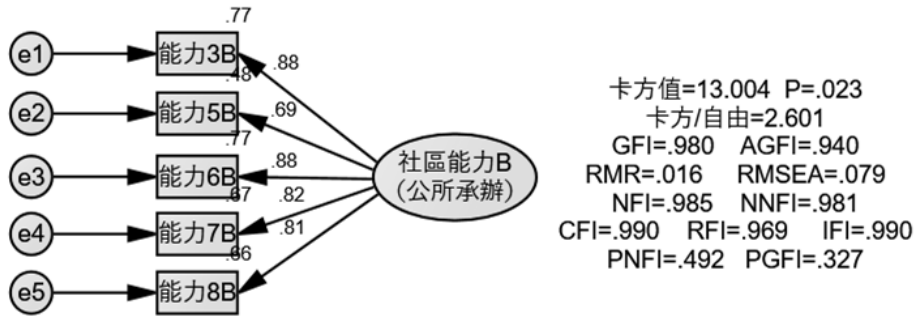 .77
e1 能力3B .88
.48
e2 能力5B .69
.77
e3 能力6B .88
.67
e4 能力7B .82
.66
e5 能力8B .81
社區能力B
(公所承辦)
卡方值=13.004 P=.023
卡方/自由=2.601
GFI=.980 AGFI=.940
RMR=.016 RMSEA=.079
NFI=.985 NNFI=.981
CFI=.990 RFI=.969 IFI=.990
PNFI=.492 PGFI=.327